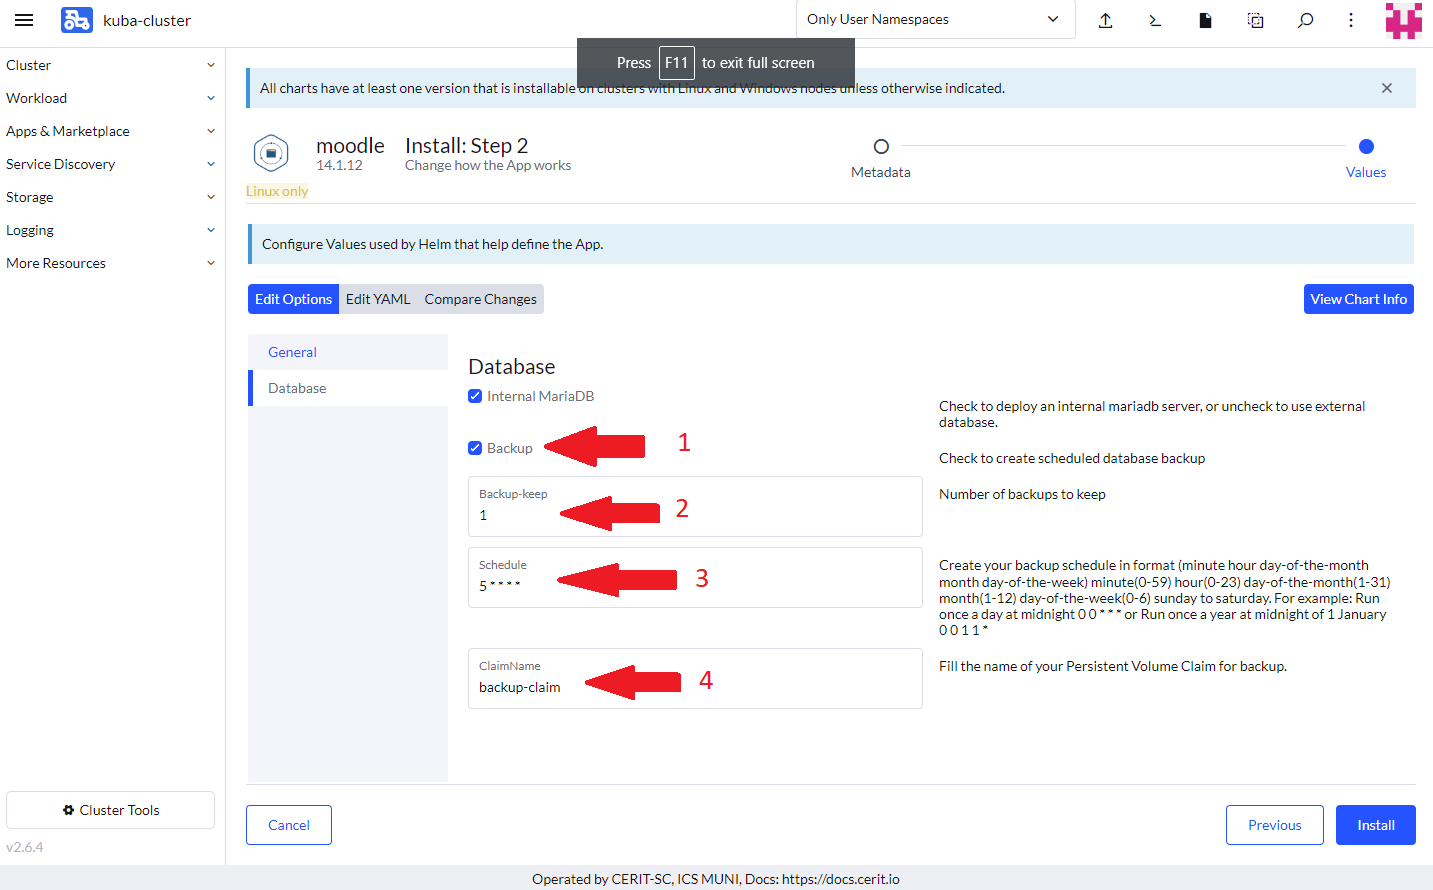 kuba-cluster
Only User Namespaces
Press F11 to exit full screen
Cluster
Workload
Apps & Marketplace
Service Discovery
Storage
Logging
More Resources
Cluster Tools
v2.6.4
All charts have at least one version that is installable on clusters with Linux and Windows nodes unless otherwise indicated.
moodle
14.1.12
Linux only
Install: Step 2
Change how the App works
Metadata
Values
Configure Values used by Helm that help define the App.
Edit Options
Edit YAML
Compare Changes
View Chart Info
General
Database
Database
Internal MariaDB
Check to deploy an internal mariadb server, or uncheck to use external
database.
Backup
1
Check to create scheduled database backup
Backup-keep
1
2
Number of backups to keep
Schedule
5 * * * *
3
Create your backup schedule in format (minute hour day-of-the-month
month day-of-the-week) minute(0-59) hour(0-23) day-of-the-month(1-31)
month(1-12) day-of-the-week(0-6) sunday to saturday. For example: Run
once a day at midnight 0 0 * * * or Run once a year at midnight of 1 January
0 0 1 1 *
ClaimName
backup-claim
4
Fill the name of your Persistent Volume Claim for backup.
Cancel
Previous
Install
Operated by CERIT-SC, ICS MUNI, Docs: https://docs.cerit.io